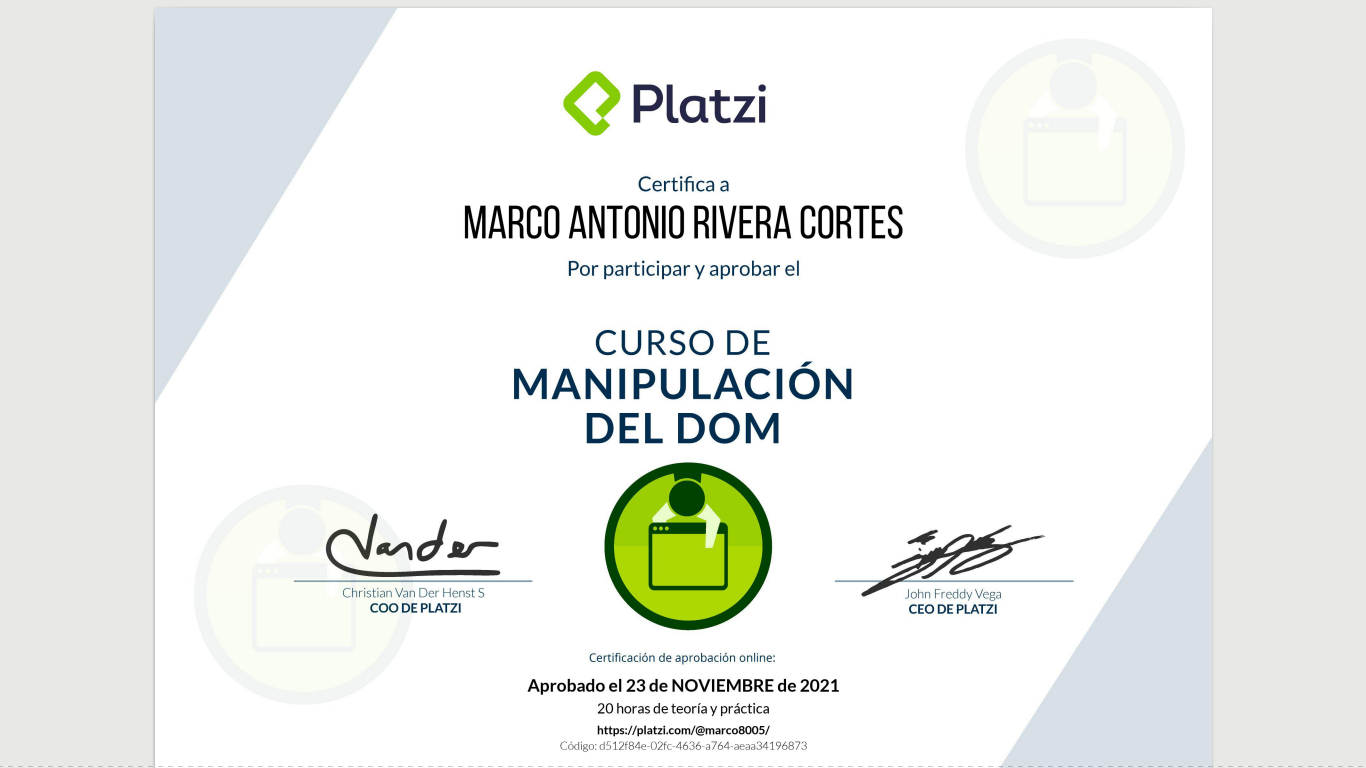 Platzi
Certifica a
MARCO ANTONIO RIVERA CORTES
Por participar y aprobar el
CURSO DE
MANIPULACIÓN
DEL DOM
Vander
Christian Van Der Henst S
COO DE PLATZI
John Freddy Vega
CEO DE PLATZI
Certificación de aprobación online:
Aprobado el 23 de NOVIEMBRE de 2021
20 horas de teoría y práctica
https://platzi.com/@marco8005/
Código: d512f84e-02fc-4636-a764-aeaa34196873